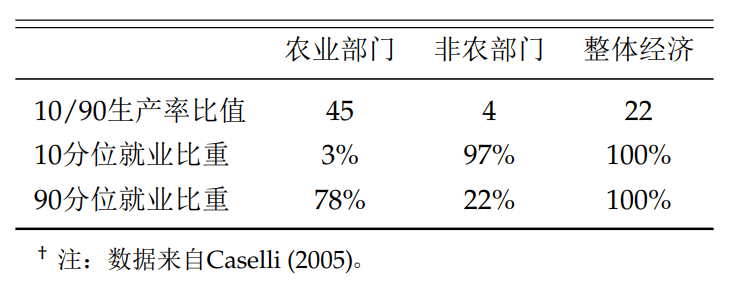 农业部门 非农部门 整体经济
10/90生产率比值 45 4 22
10分位就业比重 3% 97% 100%
90分位就业比重 78% 22% 100%
† 注：数据来自Caselli (2005)。